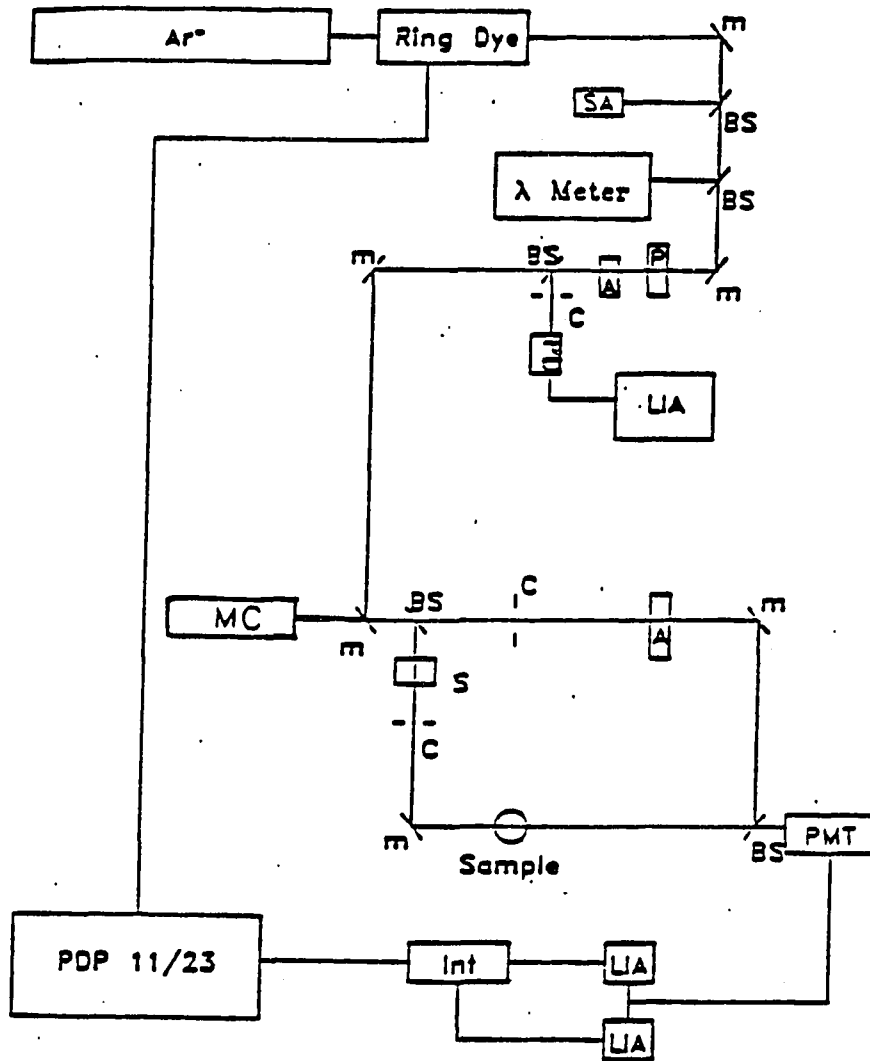 Ar⁺
Ring Dye
m
SA
BS
λ Meter
BS
m
BS
A
P
m
C
LIA
MC
m
BS
C
A
m
S
C
m
Sample
BS
PMT
PDP 11/23
Int
LIA
LIA